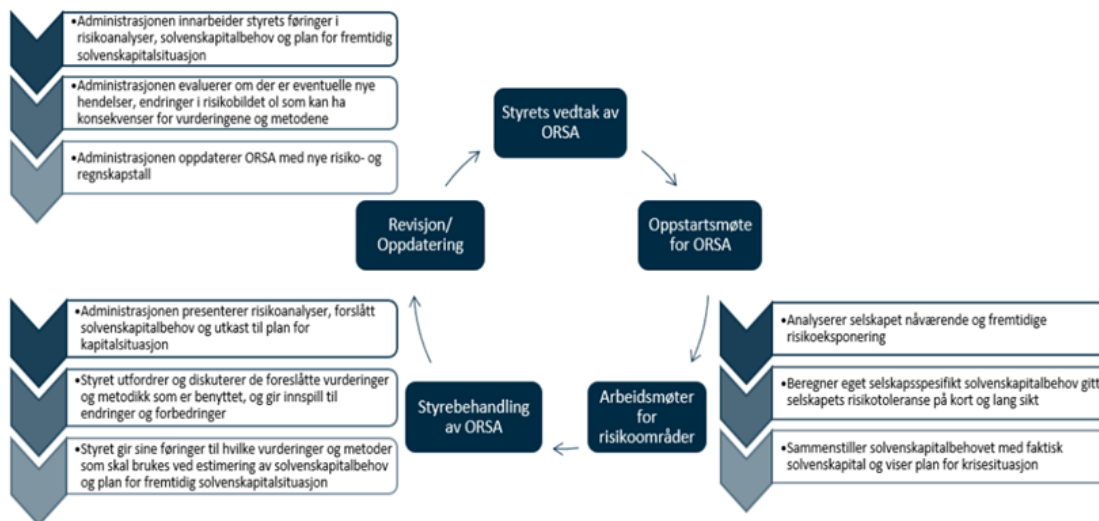 •Administrasjonen innarbeider styrets føringer i
risikoanalyser, solvenskapitalbehov og plan for fremtidig
solvenskapitalsituasjon
•Administrasjonen evaluerer om der er eventuelle nye
hendelser, endringer i risikobildet ol som kan ha
konsekvenser for vurderingene og metodene
•Administrasjonen oppdaterer ORSA med nye risiko- og
regnskapstall
Styrets vedtak av
ORSA
Oppstartsmøte
for ORSA
Arbeidsmøter
for
risikoområder
Styrebehandling
av ORSA
Revisjon/
Oppdatering
•Administrasjonen presenterer risikoanalyser, forslått
solvenskapitalbehov og utkast til plan for
kapitalsituasjon
•Styret utfordrer og diskuterer de foreslåtte vurderinger
og metodikk som er benyttet, og gir innspill til
endringer og forbedringer
•Styret gir sine føringer til hvilke vurderinger og metoder
som skal brukes ved estimering av solvenskapitalbehov
og plan for fremtidig solvenskapitalsituasjon
•Analyserer selskapet nåværende og fremtidige
risikoeksponering
•Beregner eget selskapsspesifikt solvenskapitalbehov gitt
selskapets risikotoleranse på kort og lang sikt
•Sammenstiller solvenskapitalbehovet med faktisk
solvenskapital og viser plan for krisesituasjon